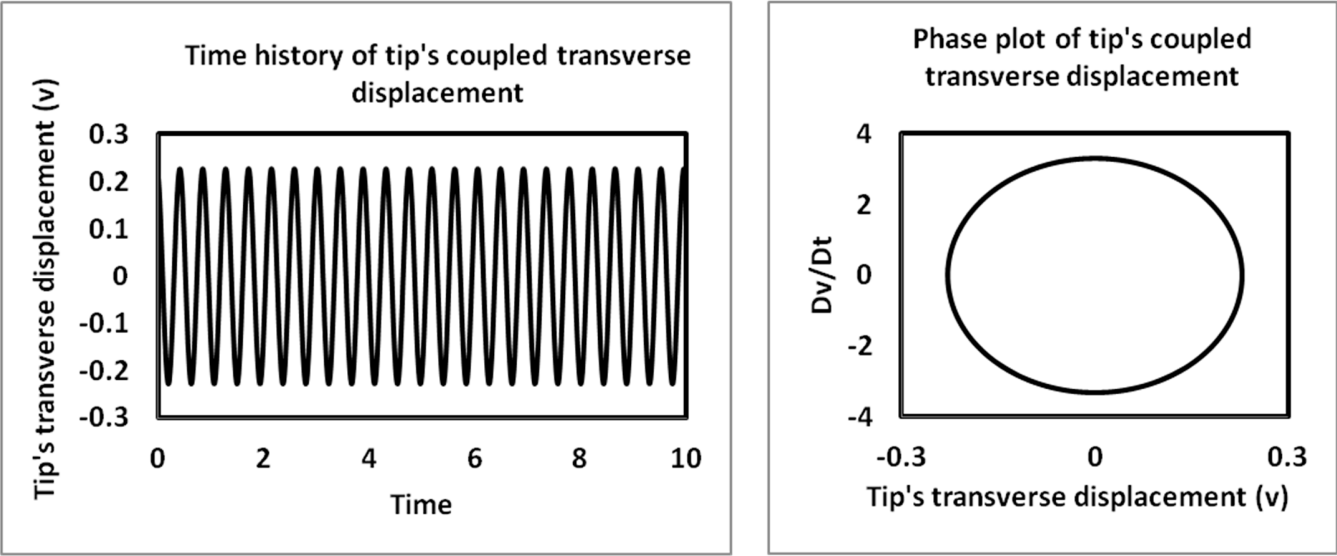 Time history of tip's coupled transverse
displacement
Tip's transverse displacement (v)
0.3
0.2
0.1
0
-0.1
-0.2
-0.3
0 2 4 6 8 10
Time
Phase plot of tip's coupled
transverse displacement
Dv/Dt
4
2
0
-2
-4
-0.3 0 0.3
Tip's transverse displacement (v)